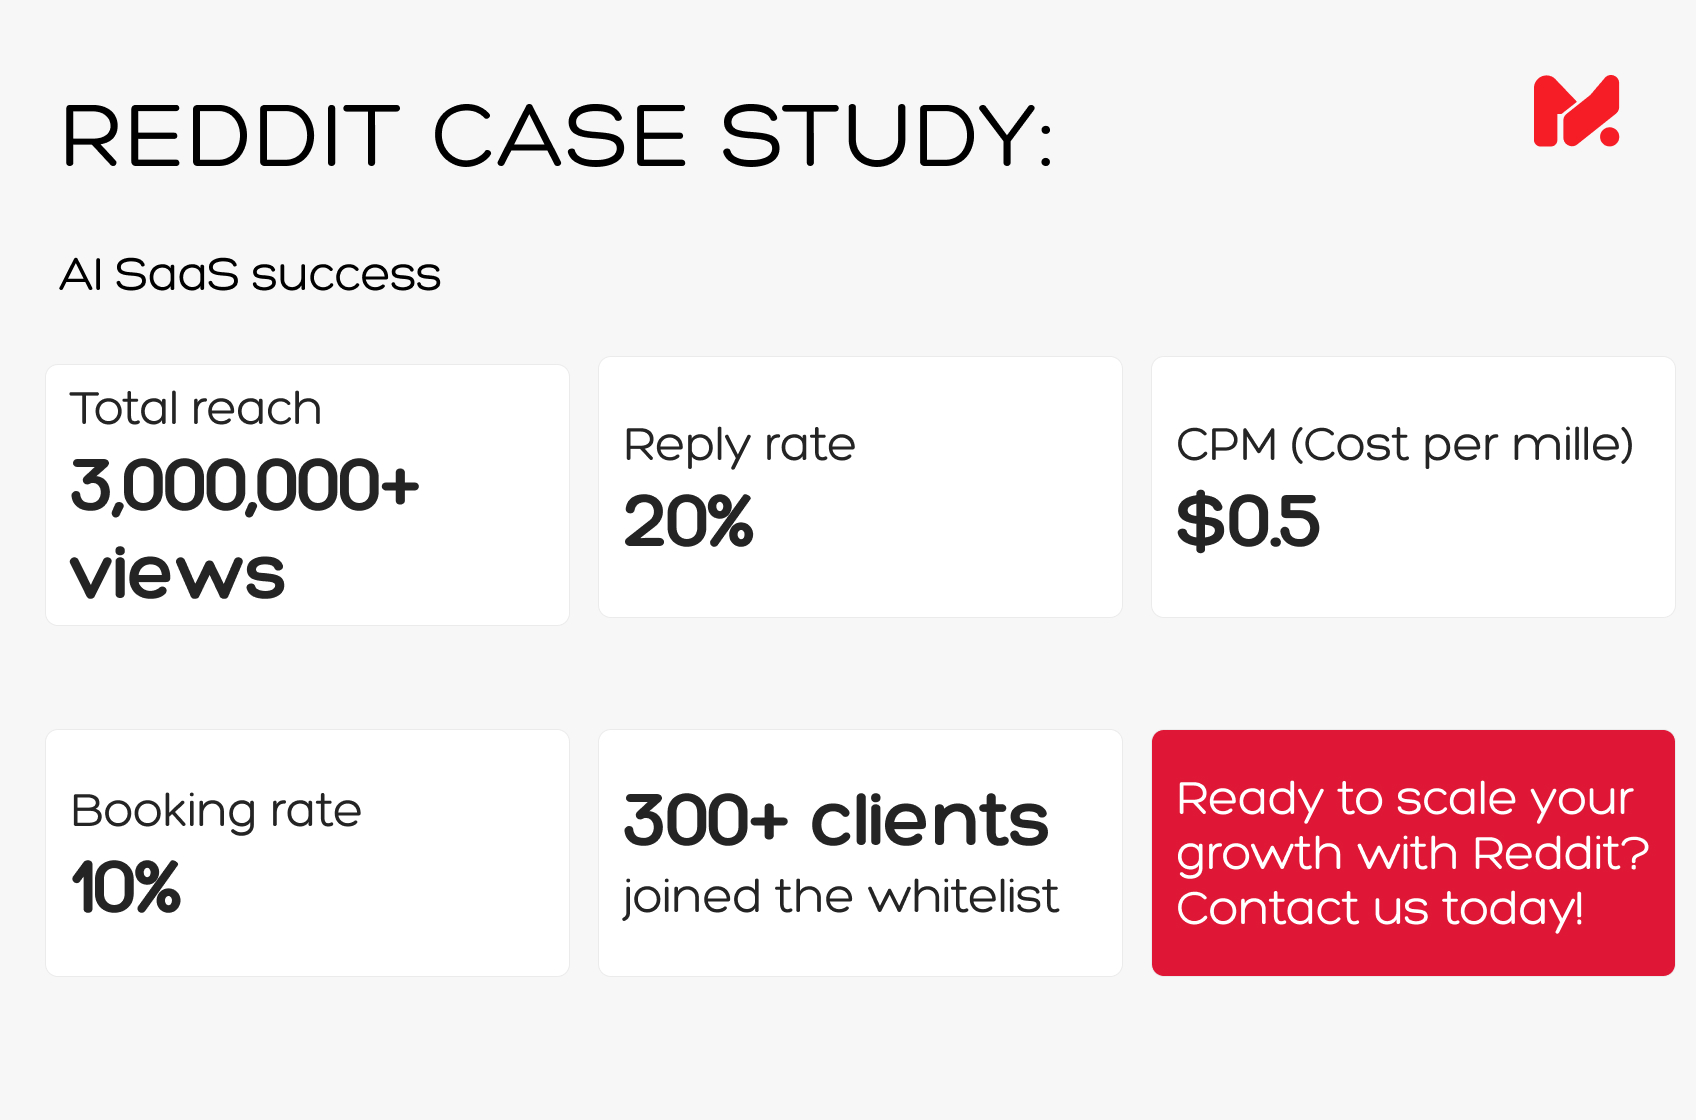 REDDIT CASE STUDY:
AI SaaS success
Total reach
3,000,000+
views
Reply rate
20%
CPM (Cost per mille)
$0.5
Booking rate
10%
300+ clients
joined the whitelist
Ready to scale your
growth with Reddit?
Contact us today!